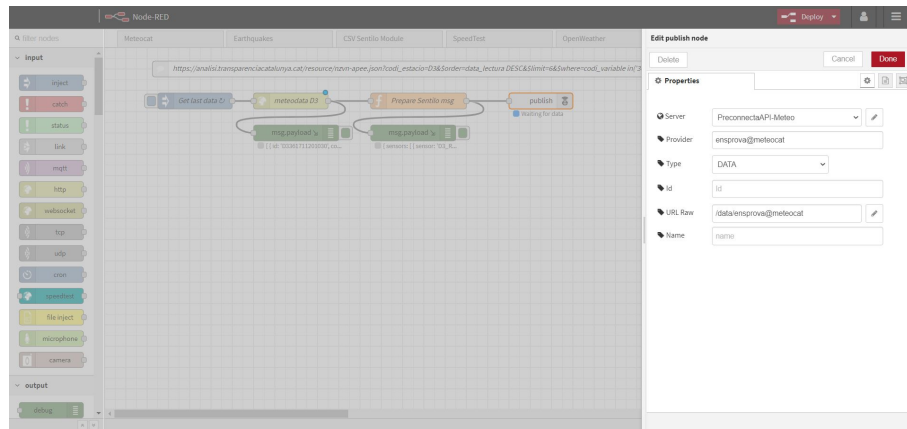 Node-RED
Deploy
filter nodes
Meteocat
Earthquakes
CSV Sentilo Module
SpeedTest
OpenWeather
input
inject
catch
status
link
mqtt
http
websocket
tcp
udp
cron
speedtest
file inject
microphone
camera
output
debug
https://analisi.transparenciacatalunya.cat/resource/nzvn-apee.json?codi_estacio=D3&$order=data_lectura DESC&$limit=6&$where=codi_variable in('3
Get last data Cr
meteodata D3
Prepare Sentilo msg
publish
Waiting for data
msg.payload
msg.payload
Edit publish node
Delete
Cancel
Done
Properties
Server
PreconnectaAPI-Meteo
Provider
ensprova@meteocat
Type
DATA
Id
Id
URL Raw
/data/ensprova@meteocat
Name
name